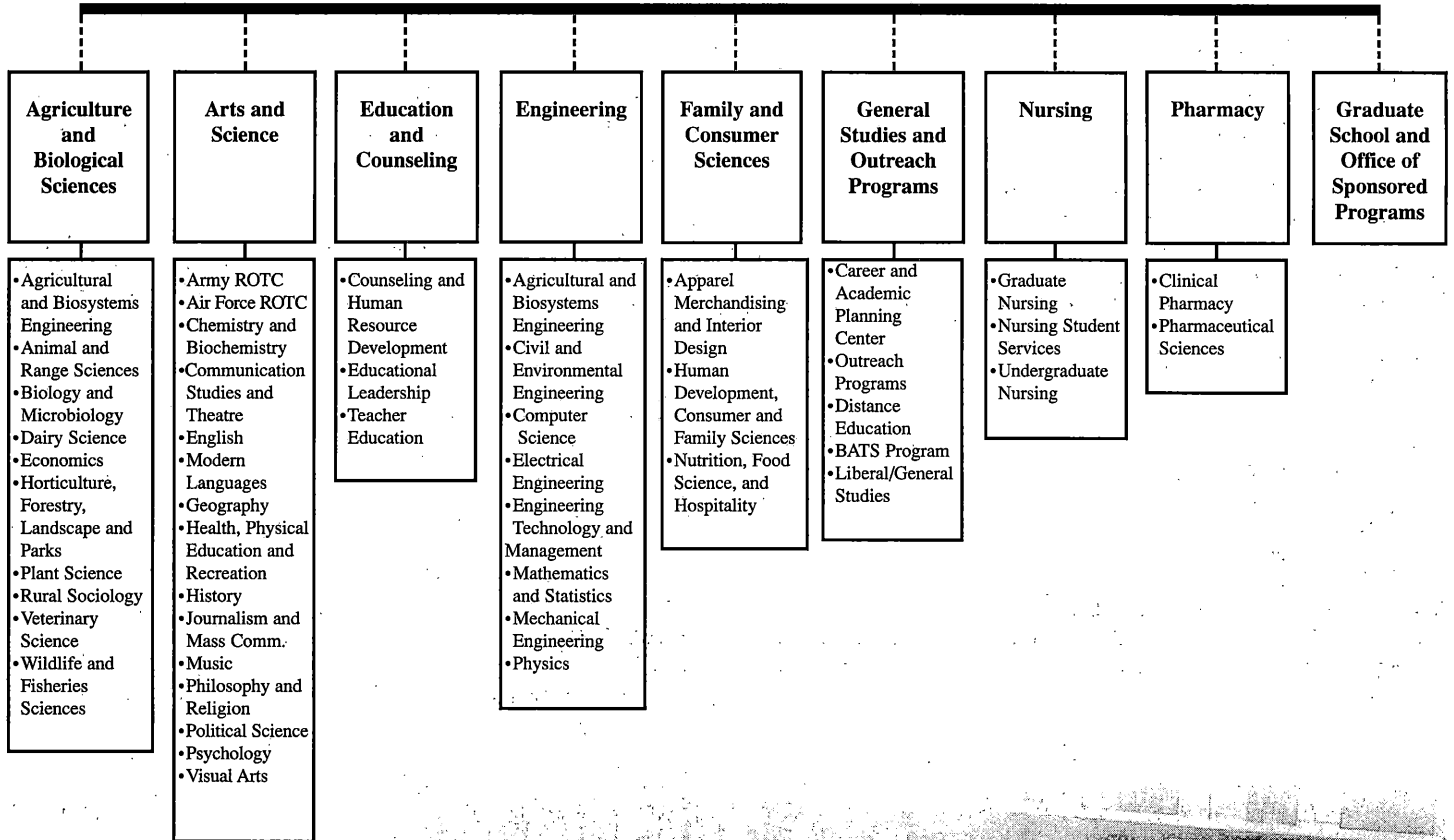 Agriculture
and
Biological
Sciences
•Agricultural
and Biosystems
Engineering
•Animal and
Range Sciences
•Biology and
Microbiology
•Dairy Science
•Economics
•Horticulture,
Forestry,
Landscape and
Parks
•Plant Science
•Rural Sociology
•Veterinary
Science
•Wildlife and
Fisheries
Sciences
Arts and
Science
•Army ROTC
•Air Force ROTC
•Chemistry and
Biochemistry
•Communication
Studies and
Theatre
•English
•Modern
Languages
•Geography
•Health, Physical
Education and
Recreation
•History
•Journalism and
Mass Comm.
•Music
•Philosophy and
Religion
•Political Science
•Psychology
•Visual Arts
Education
and
Counseling
•Counseling and
Human
Resource
Development
•Educational
Leadership
•Teacher
Education
Engineering
•Agricultural and
Biosystems
Engineering
•Civil and
Environmental
Engineering
•Computer
Science
•Electrical
Engineering
•Engineering
Technology and
Management
•Mathematics
and Statistics
•Mechanical
Engineering
•Physics
Family and
Consumer
Sciences
•Apparel
Merchandising
and Interior
Design
•Human
Development,
Consumer and
Family Sciences
•Nutrition, Food
Science, and
Hospitality
General
Studies and
Outreach
Programs
•Career and
Academic
Planning
Center
•Outreach
Programs
•Distance
Education
•BATS Program
•Liberal/General
Studies
Nursing
•Graduate
Nursing
•Nursing Student
Services
•Undergraduate
Nursing
Pharmacy
•Clinical
Pharmacy
•Pharmaceutical
Sciences
Graduate
School and
Office of
Sponsored
Programs